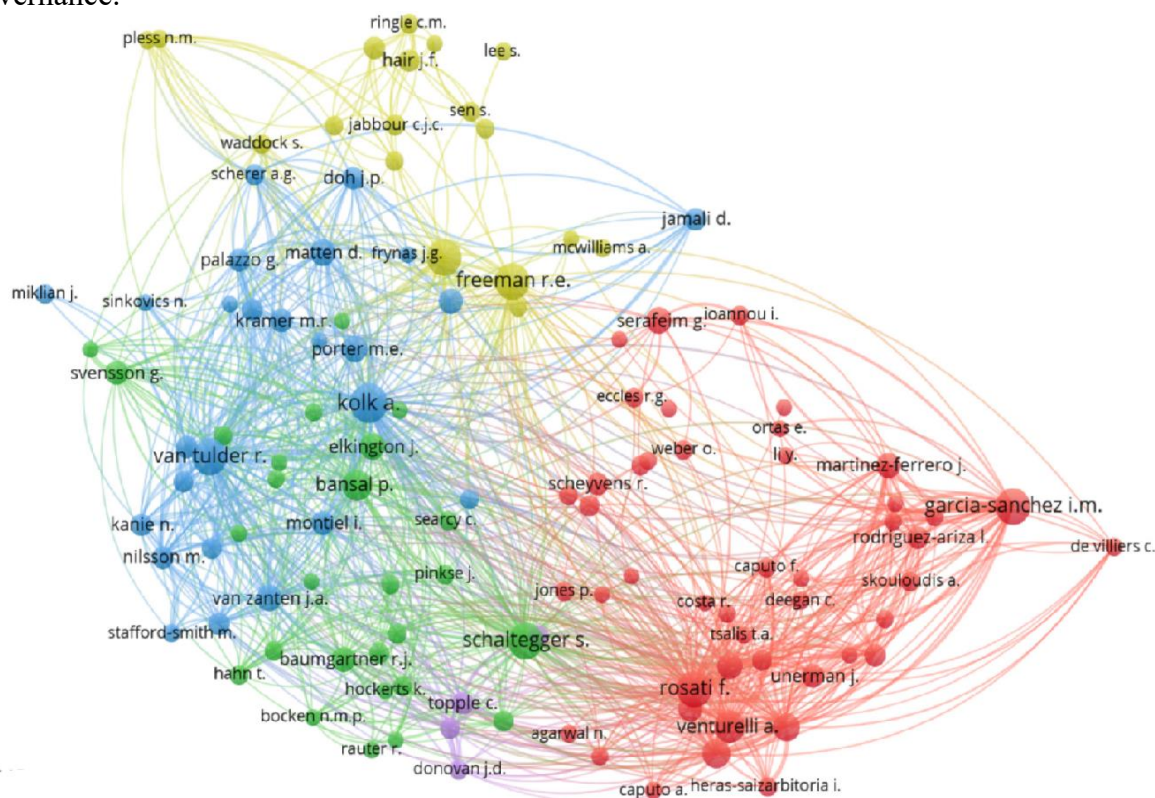 vernance.
ringle c.m.
pless n.m.
lee s.
hair j.f.
sen s.
jabbour c.j.c.
waddock s.
scherer a.g.
doh j.p.
jamali d.
mcwilliams a.
matten d.
frynas j.g.
palazzo g.
freeman r.e.
miklian j.
sinkovics n.
kramer m.r.
serafeim g.
ioannou i.
porter m.e.
svensson g.
eccles r.g.
kolk a.
ortas e.
elkington j.
weber o.
van tulder r.
li y.
martinez-ferrero j.
bansal p.
scheyvens r.
garcia-sanchez i.m.
kanie n.
montiel i.
searcy c.
rodriguez-ariza l.
de villiers c.
nilsson m.
caputo f.
pinkse j.
skouloudis a.
jones p.
van zanten j.a.
costa r.
deegan c.
stafford-smith m.
schaltegger s.
tsalis t.a.
baumgartner r.j.
hahn t.
unerman j.
hockerts k.
rosati f.
topple c.
bocken n.m.p.
venturelli a.
agarwal n.
rauter r.
donovan j.d.
caputo a.
heras-saizarbitoria i.